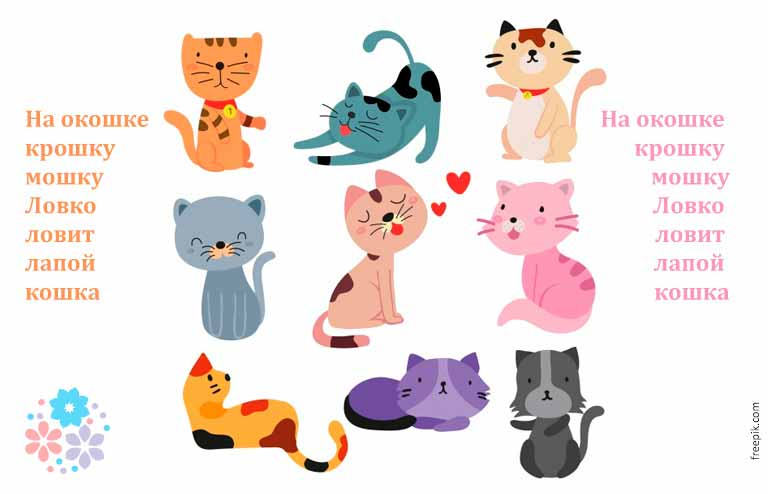 На окошке
крошку
мошку
Ловко
ловит
лапой
кошка
На окошке
крошку
мошку
Ловко
ловит
лапой
кошка
freepik.com